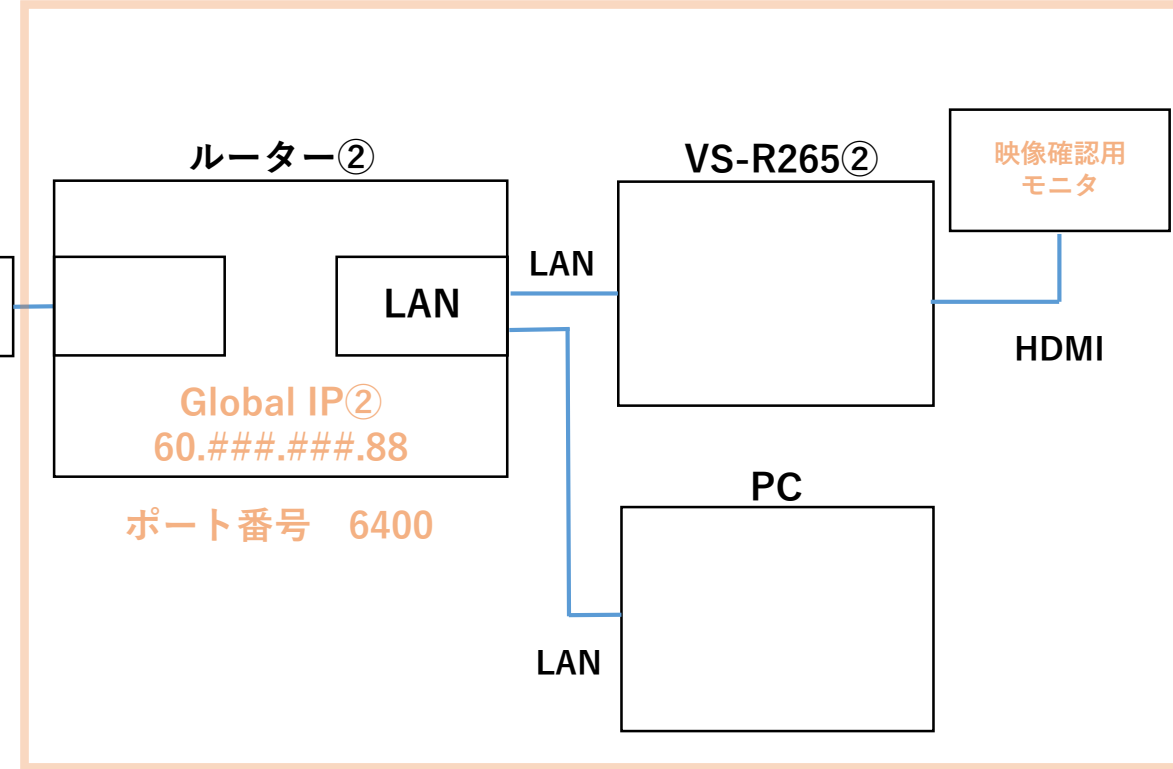 ルーター②
VS-R265②
映像確認用
モニタ
LAN
LAN
HDMI
Global IP②
60.###.###.88
ポート番号　6400
PC
LAN